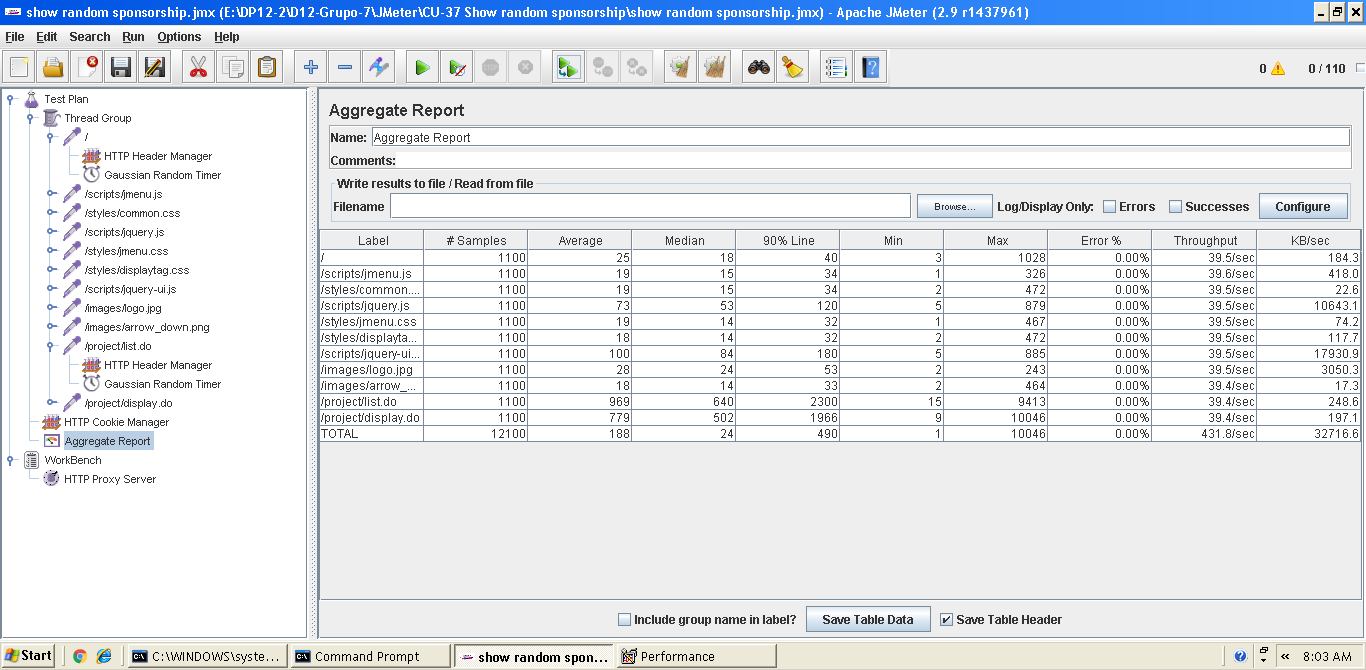 show random sponsorship.jmx (E:\DP12-2\D12-Grupo-7\JMeter\CU-37 Show random sponsorship\show random sponsorship.jmx) - Apache JMeter (2.9 r1437961)
File Edit Search Run Options Help
0 0 / 110
Test Plan
Thread Group
/
HTTP Header Manager
Gaussian Random Timer
/scripts/jmenu.js
/styles/common.css
/scripts/jquery.js
/styles/jmenu.css
/styles/displaytag.css
/scripts/jquery-ui.js
/images/logo.jpg
/images/arrow_down.png
/project/list.do
HTTP Header Manager
Gaussian Random Timer
/project/display.do
HTTP Cookie Manager
Aggregate Report
WorkBench
HTTP Proxy Server
Aggregate Report
Name: Aggregate Report
Comments:
Write results to file / Read from file
Filename Browse... Log/Display Only: Errors Successes Configure
Label # Samples Average Median 90% Line Min Max Error % Throughput KB/sec
/ 1100 25 18 40 3 1028 0.00% 39.5/sec 184.3
/scripts/jmenu.js 1100 19 15 34 1 326 0.00% 39.6/sec 418.0
/styles/common.... 1100 19 15 34 2 472 0.00% 39.5/sec 22.6
/scripts/jquery.js 1100 73 53 120 5 879 0.00% 39.5/sec 10643.1
/styles/jmenu.css 1100 19 14 32 1 467 0.00% 39.5/sec 74.2
/styles/displayta... 1100 18 14 32 2 472 0.00% 39.5/sec 117.7
/scripts/jquery-ui... 1100 100 84 180 5 885 0.00% 39.5/sec 17930.9
/images/logo.jpg 1100 28 24 53 2 243 0.00% 39.5/sec 3050.3
/images/arrow_... 1100 18 14 33 2 464 0.00% 39.4/sec 17.3
/project/list.do 1100 969 640 2300 15 9413 0.00% 39.4/sec 248.6
/project/display.do 1100 779 502 1966 9 10046 0.00% 39.4/sec 197.1
TOTAL 12100 188 24 490 1 10046 0.00% 431.8/sec 32716.6
Include group name in label? Save Table Data Save Table Header
Start C:\WINDOWS\syste... Command Prompt show random spon... Performance 8:03 AM